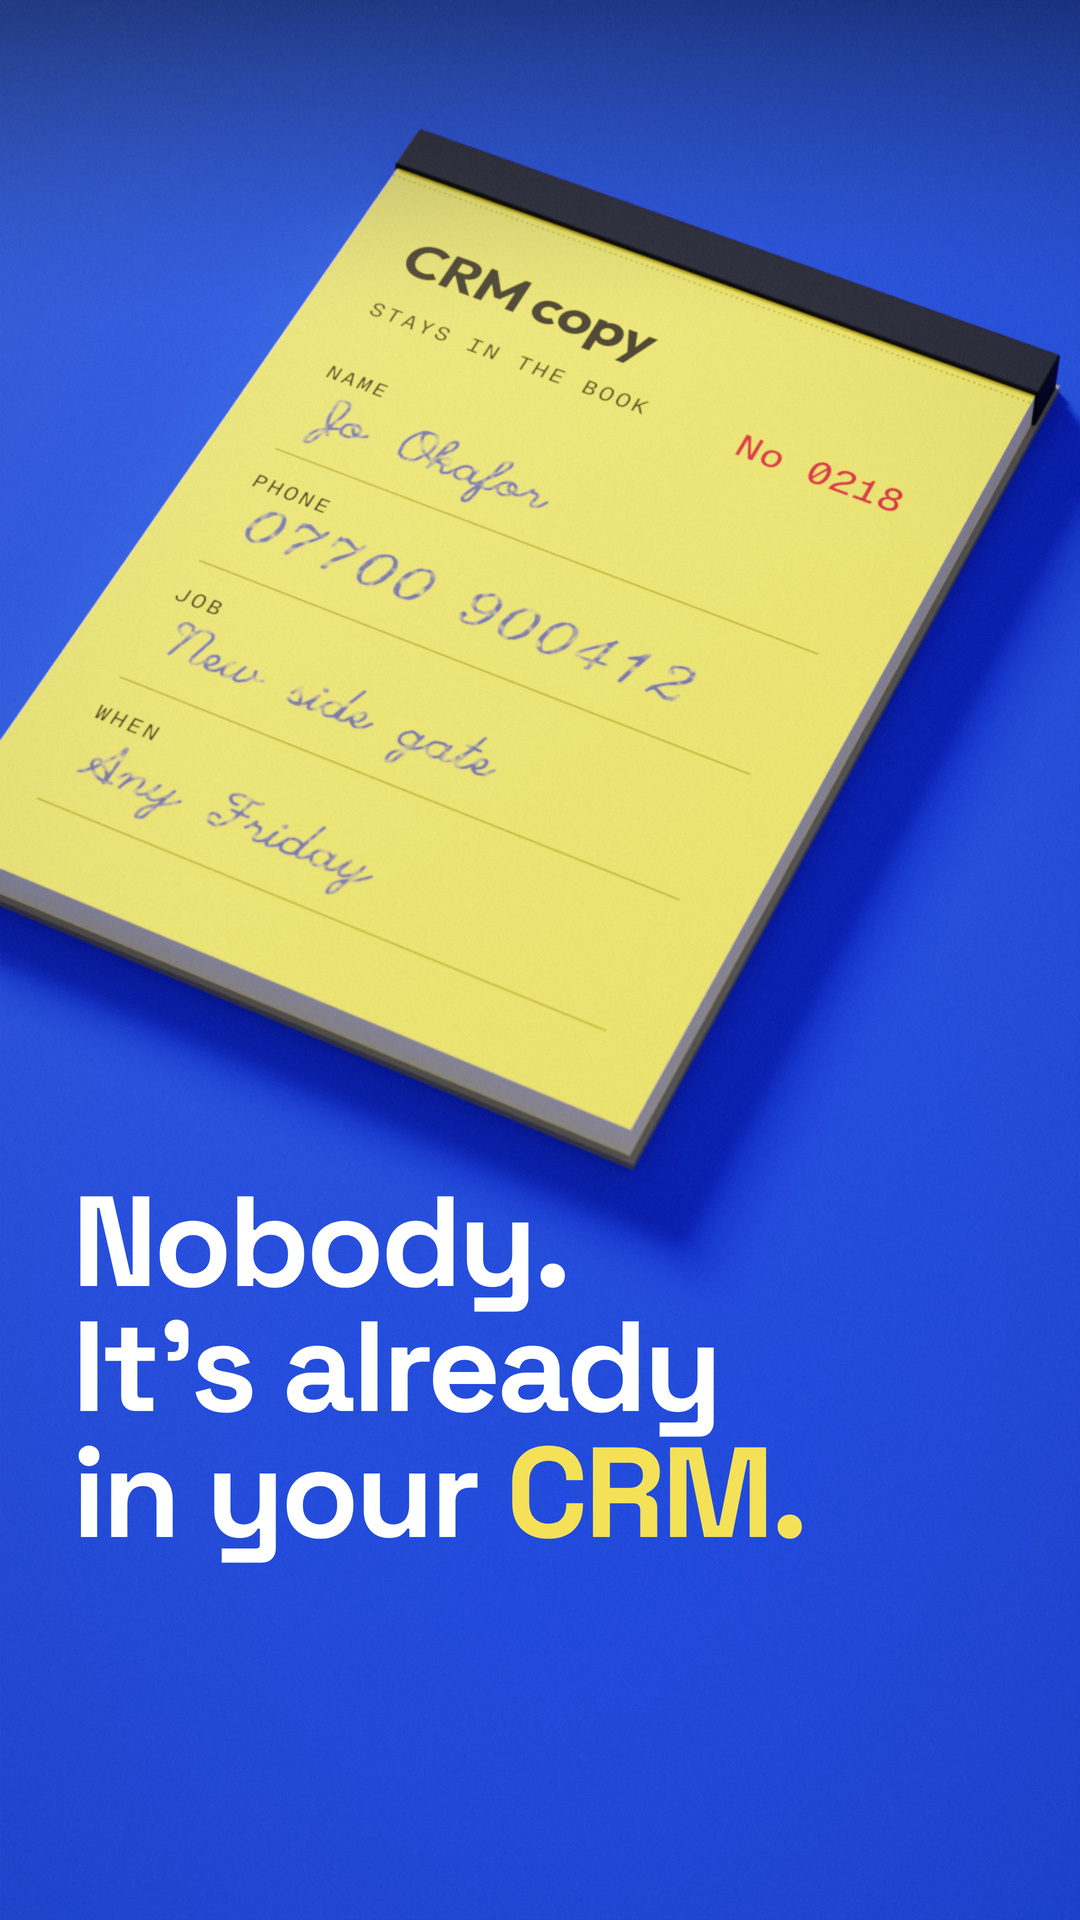 CRM copy
STAYS IN THE BOOK
No 0218
NAME
Jo Okafor
PHONE
07700 900412
JOB
New side gate
WHEN
Any Friday
Nobody.
It's already
in your CRM.